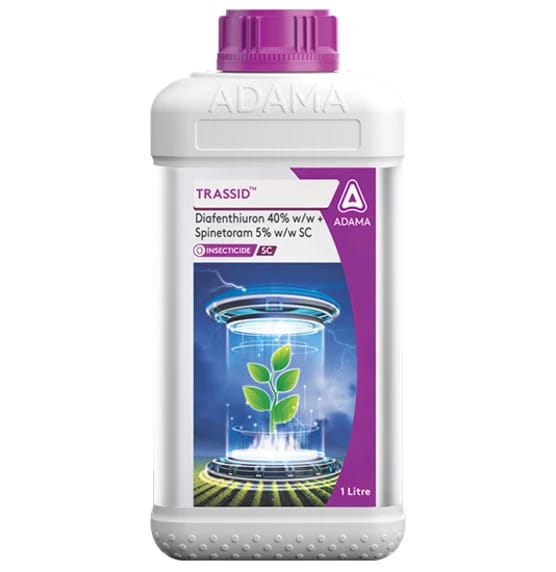 ADAMA
TRASSID™
ADAMA
Diafenthiuron 40% w/w +
Spinetoram 5% w/w SC
INSECTICIDE SC
1 Litre